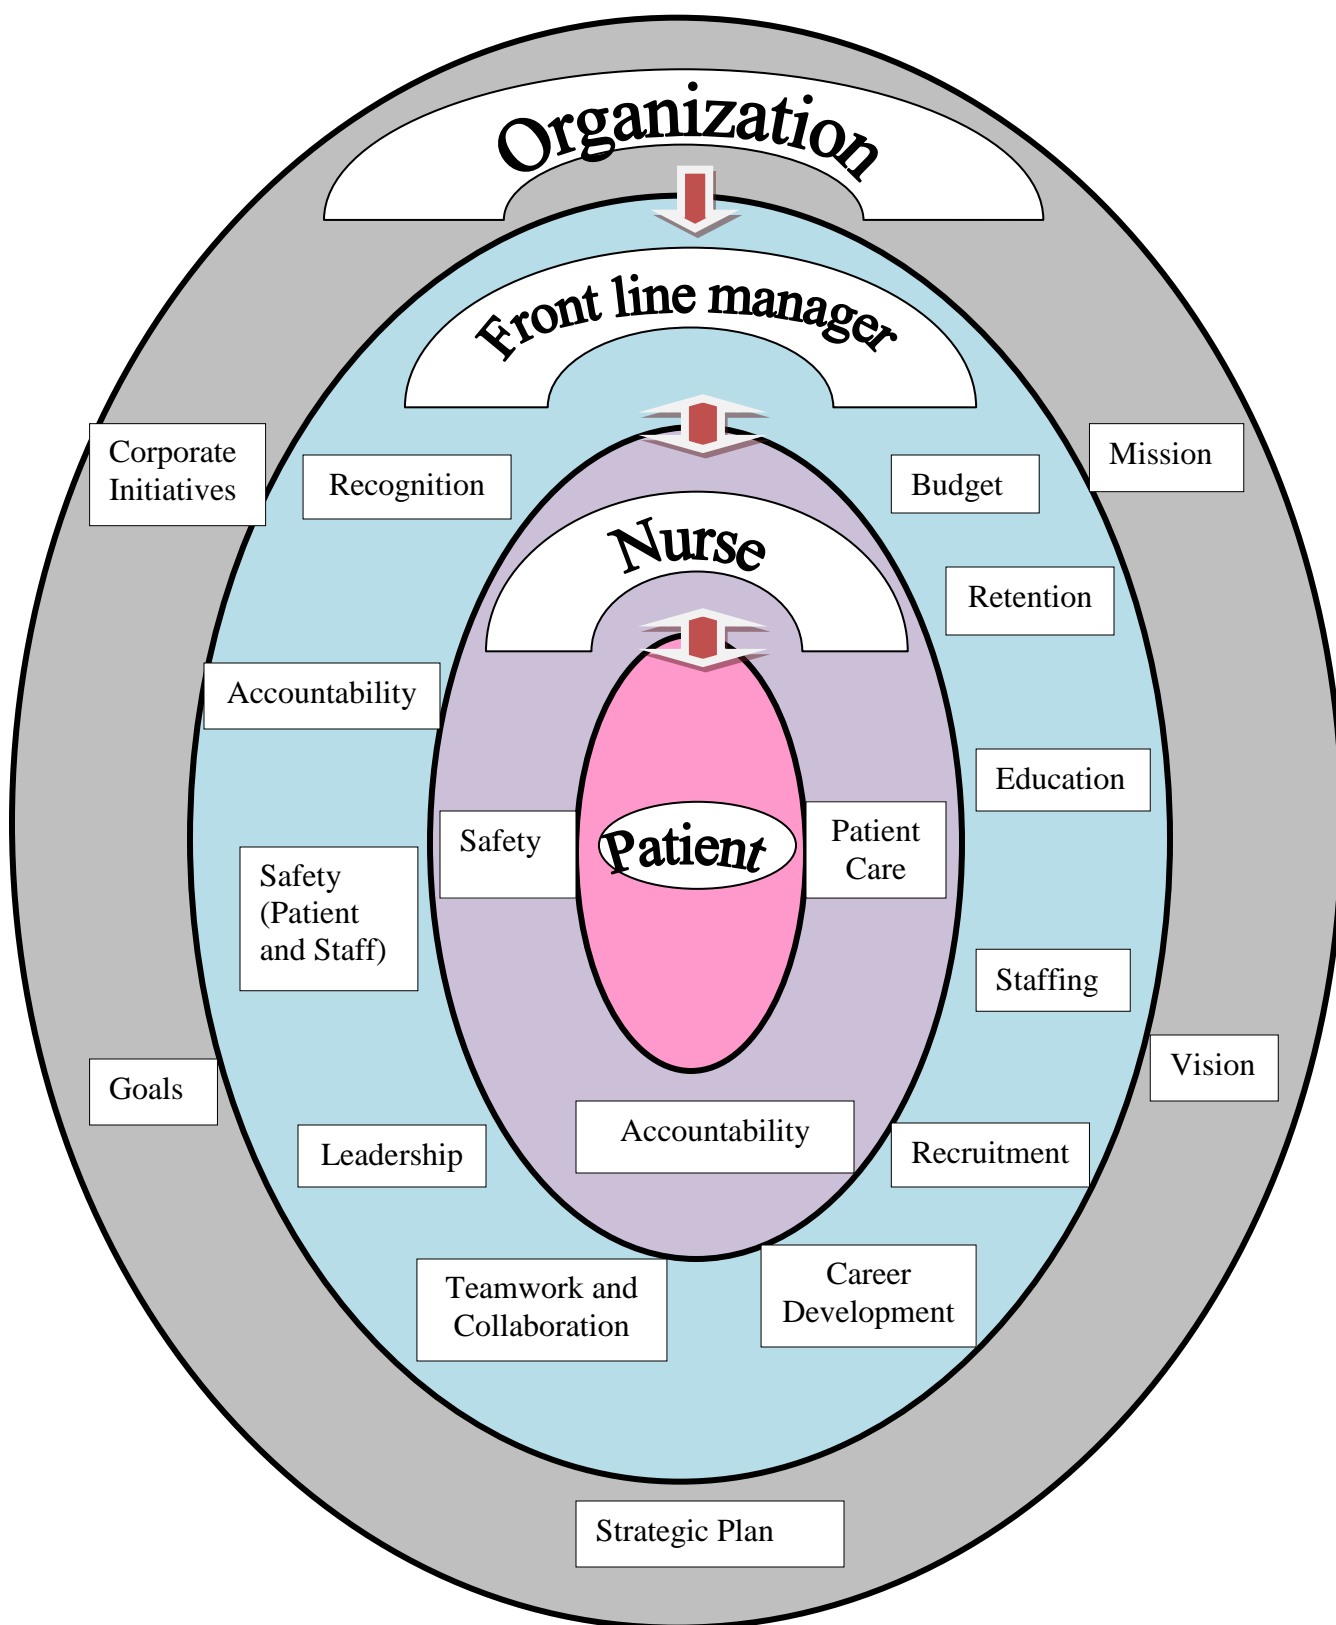 Organization
Front line manager
Corporate
Initiatives
Recognition
Budget
Mission
Nurse
Retention
Accountability
Education
Safety
Patient
Patient
Care
Safety
(Patient
and Staff)
Staffing
Goals
Vision
Leadership
Accountability
Recruitment
Teamwork and
Collaboration
Career
Development
Strategic Plan